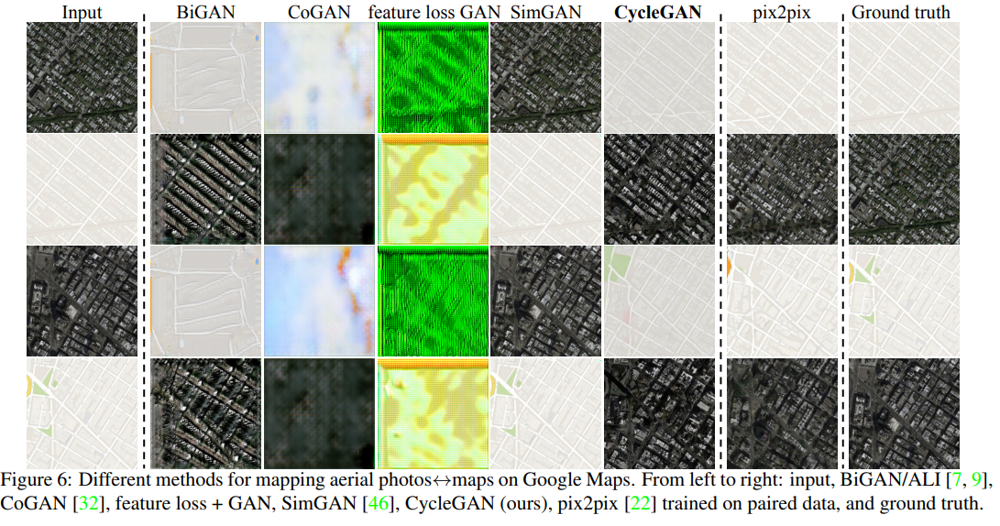 Input BiGAN CoGAN feature loss GAN SimGAN CycleGAN pix2pix Ground truth
Figure 6: Different methods for mapping aerial photos↔maps on Google Maps. From left to right: input, BiGAN/ALI [7, 9],
CoGAN [32], feature loss + GAN, SimGAN [46], CycleGAN (ours), pix2pix [22] trained on paired data, and ground truth.